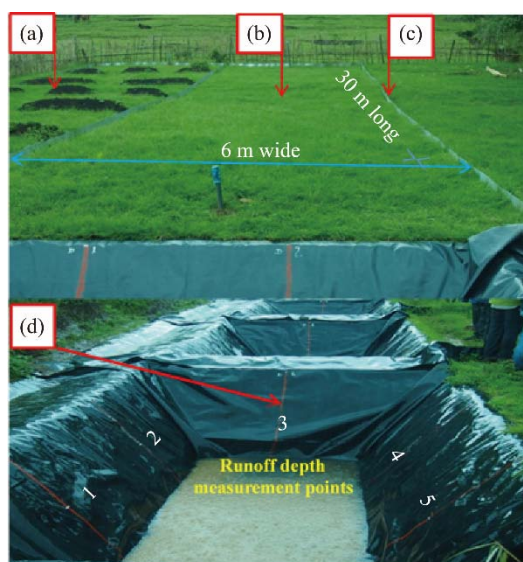 (a)
(b)
(c)
30 m long
6 m wide
(d)
3
2
4
Runoff depth
measurement points
1
5